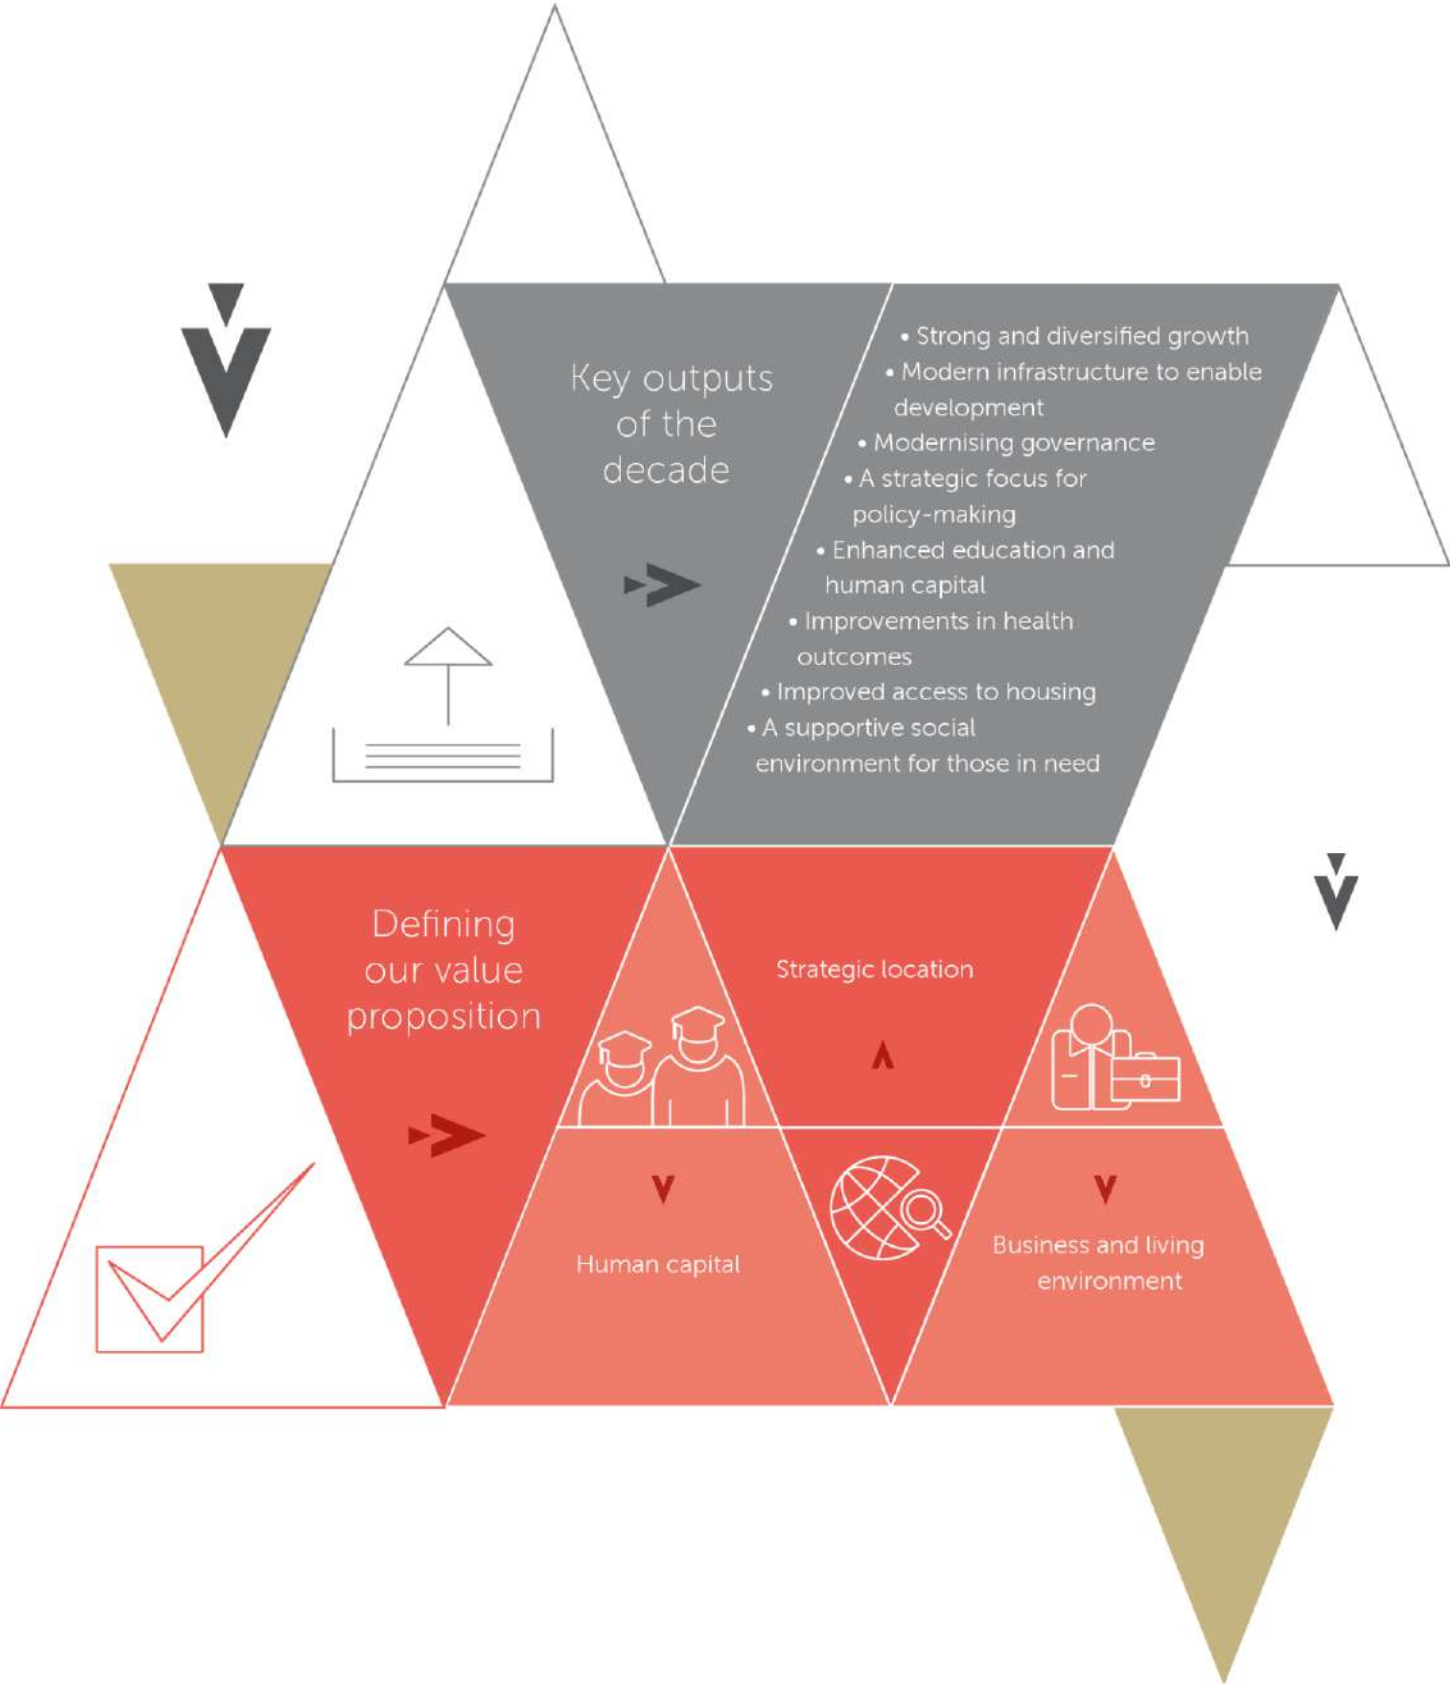 Key outputs
of the
decade
• Strong and diversified growth
• Modern infrastructure to enable
development
• Modernising governance
• A strategic focus for
policy-making
• Enhanced education and
human capital
• Improvements in health
outcomes
• Improved access to housing
• A supportive social
environment for those in need
Defining
our value
proposition
Strategic location
Human capital
Business and living
environment